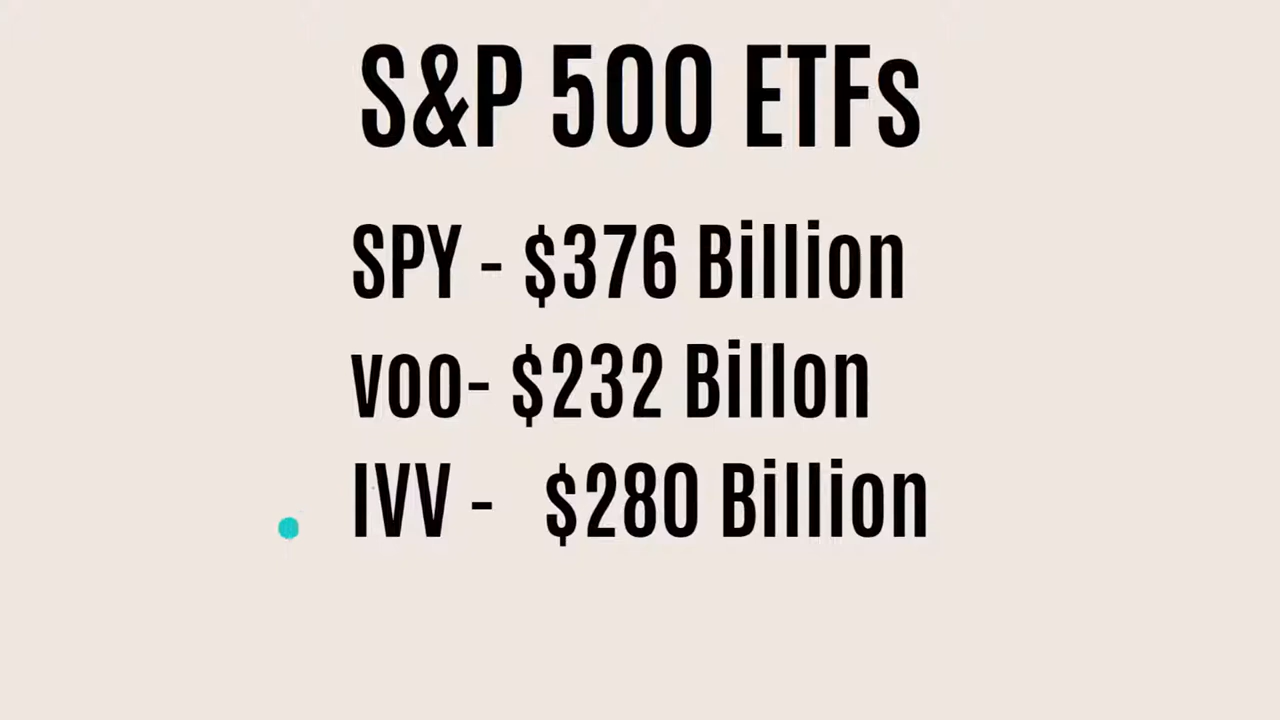 S&P 500 ETFs
SPY - $376 Billion
voo- $232 Billon
IVV - $280 Billion